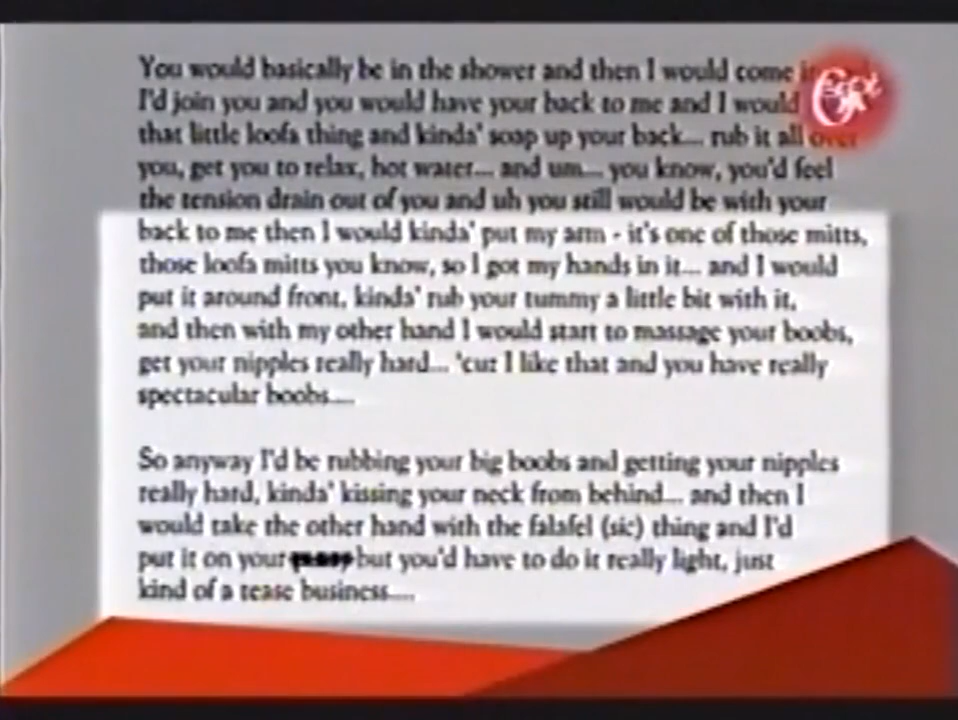 You would basically be in the shower and then I would come
I'd join you and you would have your back to me and I would
that little loofa thing and kinda' soap up your back... rub it all over
you, get you to relax, hot water... and um... you know, you'd feel
the tension drain out of you and uh you still would be with your
back to me then I would kinda' put my arm - it's one of those mitts,
those loofa mitts you know, so I got my hands in it... and I would
put it around front, kinda' rub your tummy a little bit with it,
and then with my other hand I would start to massage your boobs,
get your nipples really hard... 'cuz I like that and you have really
spectacular boobs....
So anyway I'd be rubbing your big boobs and getting your nipples
really hard, kinda' kissing your neck from behind... and then I
would take the other hand with the falafel (sic) thing and I'd
put it on your but you'd have to do it really light, just
kind of a tease business....